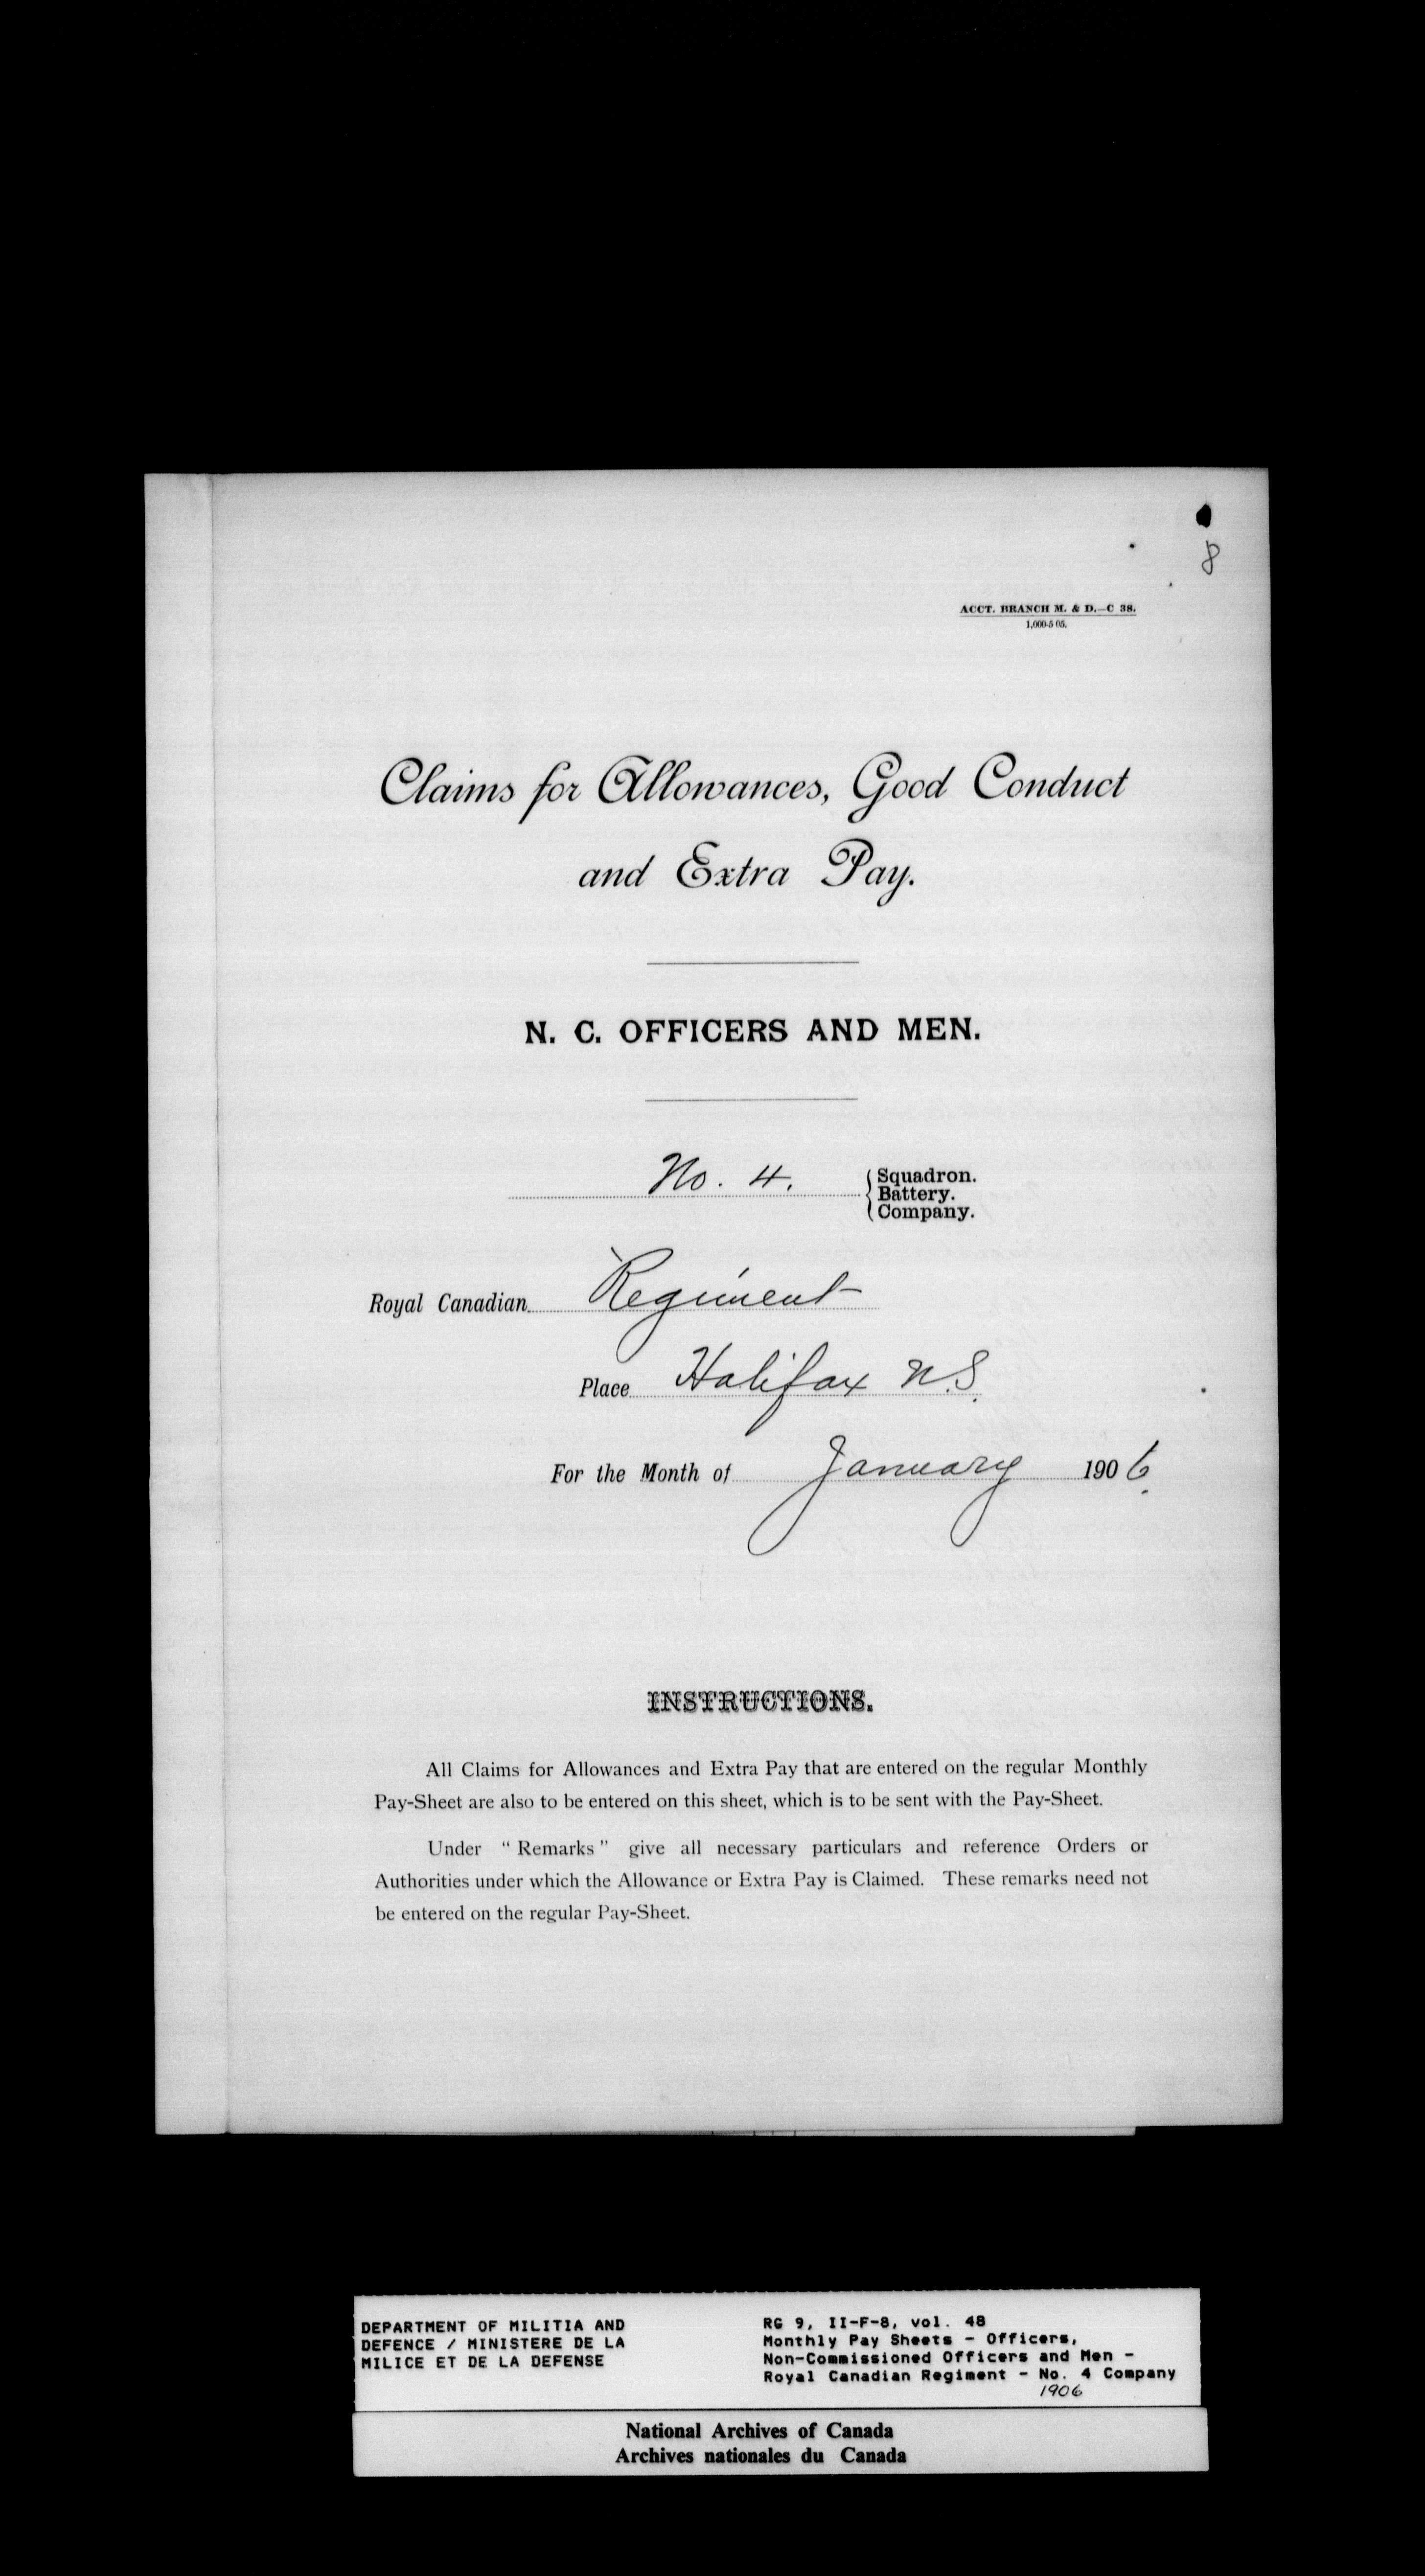 8
ACCT. BRANCH M. & D.—C 38.
1,000-5 05.
Claims for Allowances, Good Conduct
and Extra Pay.
N. C. OFFICERS AND MEN.
No. 4. { Squadron.
Battery.
Company.
Royal Canadian Regiment
Place Halifax N.S.
For the Month of January 1906.
INSTRUCTIONS.
All Claims for Allowances and Extra Pay that are entered on the regular Monthly
Pay-Sheet are also to be entered on this sheet, which is to be sent with the Pay-Sheet.
Under "Remarks" give all necessary particulars and reference Orders or
Authorities under which the Allowance or Extra Pay is Claimed. These remarks need not
be entered on the regular Pay-Sheet.
DEPARTMENT OF MILITIA AND
DEFENCE / MINISTERE DE LA
MILICE ET DE LA DEFENSE
RG 9, II-F-8, vol. 48
Monthly Pay Sheets - Officers,
Non-Commissioned Officers and Men -
Royal Canadian Regiment - No. 4 Company
1906
National Archives of Canada
Archives nationales du Canada